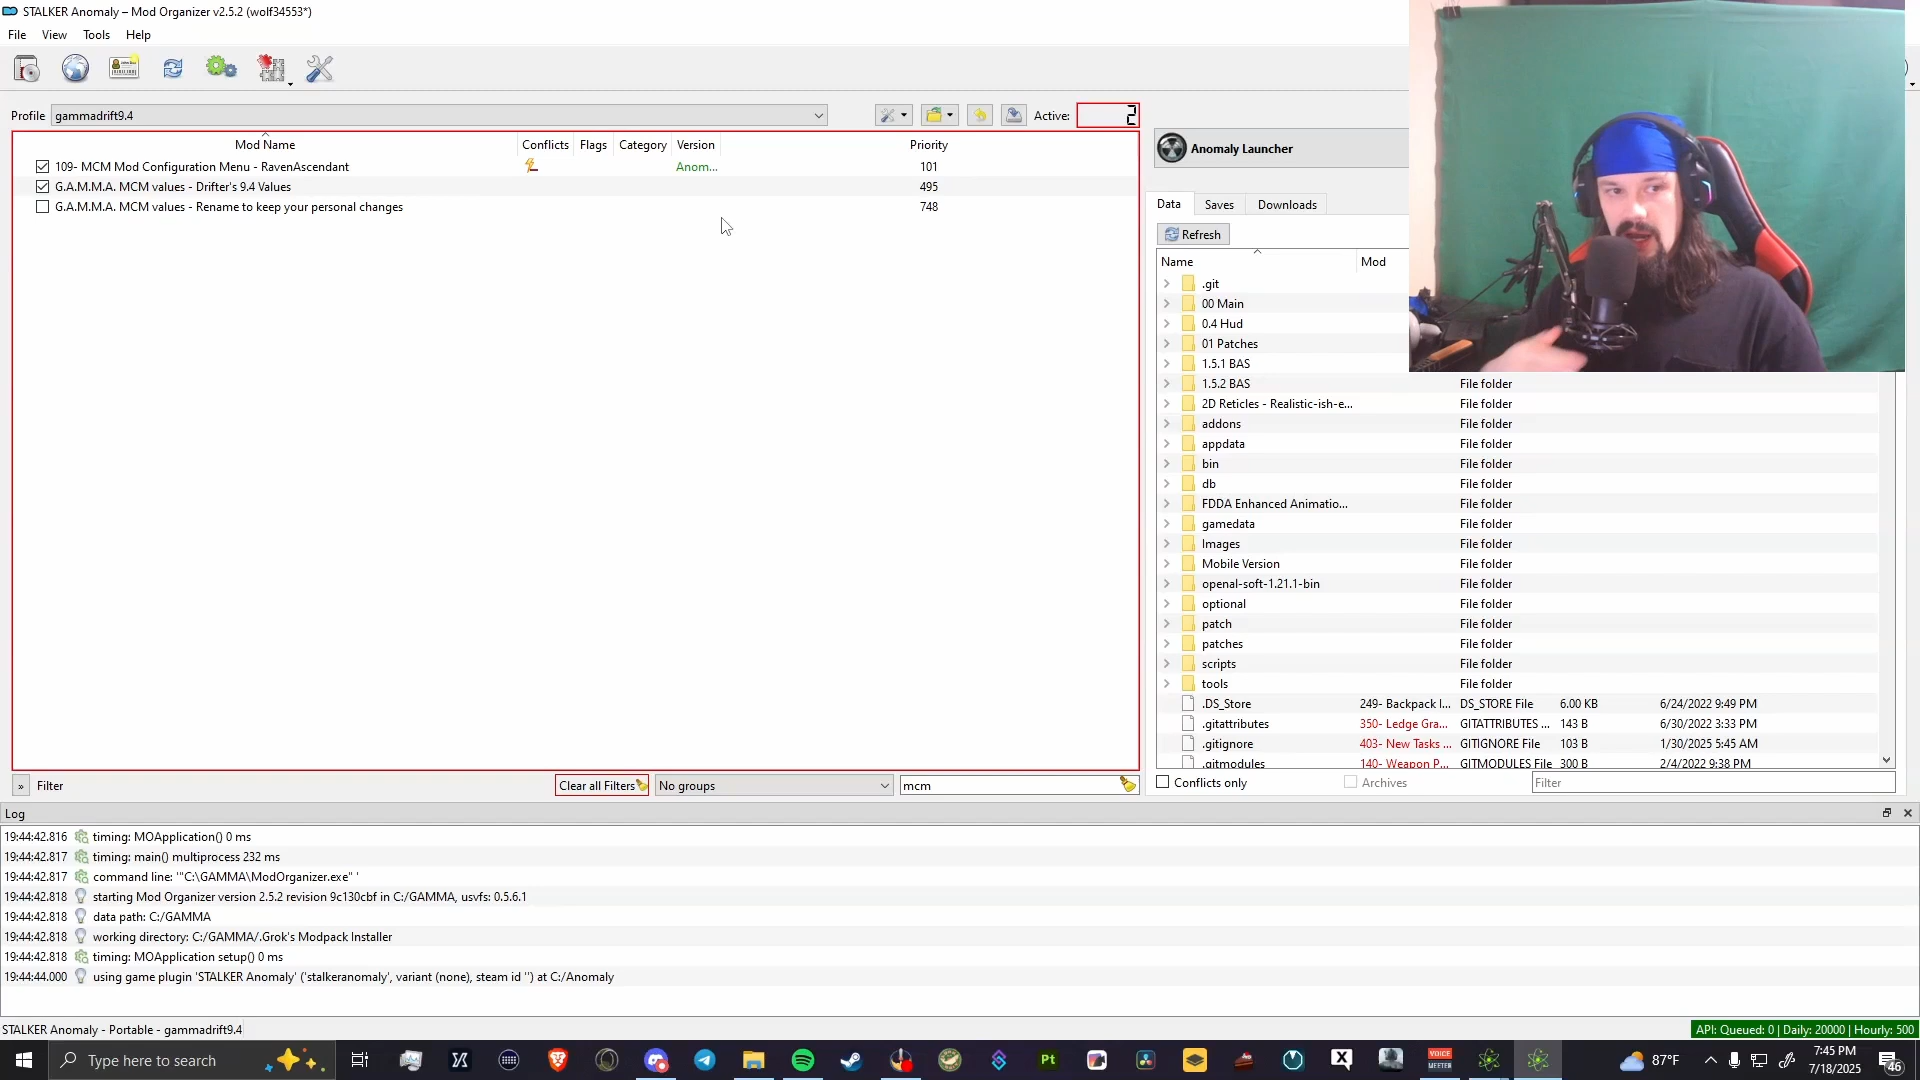 STALKER Anomaly – Mod Organizer v2.5.2 (wolf34553*)
File View Tools Help
Profile gammadrift9.4 Active: 2
Mod Name Conflicts Flags Category Version Priority
109- MCM Mod Configuration Menu - RavenAscendant Anom... 101
G.A.M.M.A. MCM values - Drifter's 9.4 Values 495
G.A.M.M.A. MCM values - Rename to keep your personal changes 748
Anomaly Launcher
Data Saves Downloads
Refresh
Name Mod
.git
00 Main
0.4 Hud
01 Patches
1.5.1 BAS
1.5.2 BAS File folder
2D Reticles - Realistic-ish-e... File folder
addons File folder
appdata File folder
bin File folder
db File folder
FDDA Enhanced Animatio... File folder
gamedata File folder
Images File folder
Mobile Version File folder
openal-soft-1.21.1-bin File folder
optional File folder
patch File folder
patches File folder
scripts File folder
tools File folder
.DS_Store 249- Backpack I... DS_STORE File 6.00 KB 6/24/2022 9:49 PM
.gitattributes 350- Ledge Gra... GITATTRIBUTES ... 143 B 6/30/2022 3:33 PM
.gitignore 403- New Tasks ... GITIGNORE File 103 B 1/30/2025 5:45 AM
.gitmodules 140- Weapon P... GITMODULES File 300 B 2/4/2022 9:38 PM
» Filter Clear all Filters No groups mcm
Conflicts only Archives Filter
Log
19:44:42.816 timing: MOApplication() 0 ms
19:44:42.817 timing: main() multiprocess 232 ms
19:44:42.817 command line: '"C:\GAMMA\ModOrganizer.exe" '
19:44:42.818 starting Mod Organizer version 2.5.2 revision 9c130cbf in C:/GAMMA, usvfs: 0.5.6.1
19:44:42.818 data path: C:/GAMMA
19:44:42.818 working directory: C:/GAMMA/.Grok's Modpack Installer
19:44:42.818 timing: MOApplication setup() 0 ms
19:44:44.000 using game plugin 'STALKER Anomaly' ('stalkeranomaly', variant (none), steam id '') at C:/Anomaly
STALKER Anomaly - Portable - gammadrift9.4
API: Queued: 0 | Daily: 20000 | Hourly: 500
Type here to search
Pt
X
VOICE
MEETER
87°F
7:45 PM
7/18/2025
46